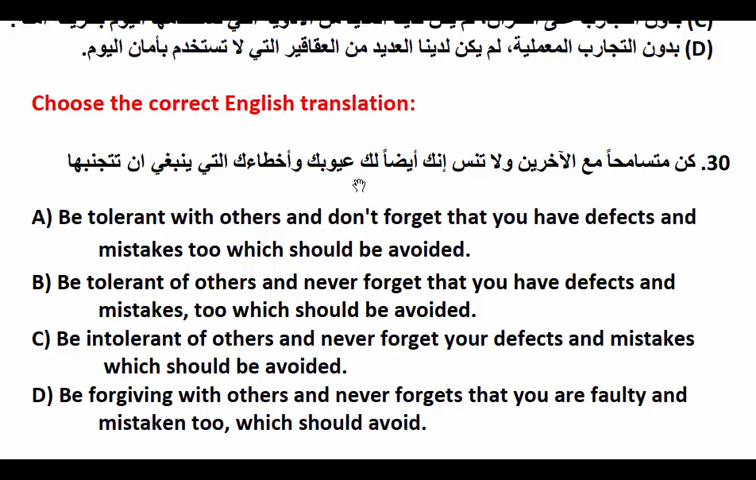 C) بدون التجارب على
D) بدون التجارب المعملية، لم يكن لدينا العديد من العقاقير التي لا تستخدم بأمان اليوم.
Choose the correct English translation:
30. كن متسامحاً مع الآخرين ولا تنس إنك أيضاً لك عيوبك وأخطاءك التي ينبغي ان تتجنبها
A) Be tolerant with others and don't forget that you have defects and
mistakes too which should be avoided.
B) Be tolerant of others and never forget that you have defects and
mistakes, too which should be avoided.
C) Be intolerant of others and never forget your defects and mistakes
which should be avoided.
D) Be forgiving with others and never forgets that you are faulty and
mistaken too, which should avoid.